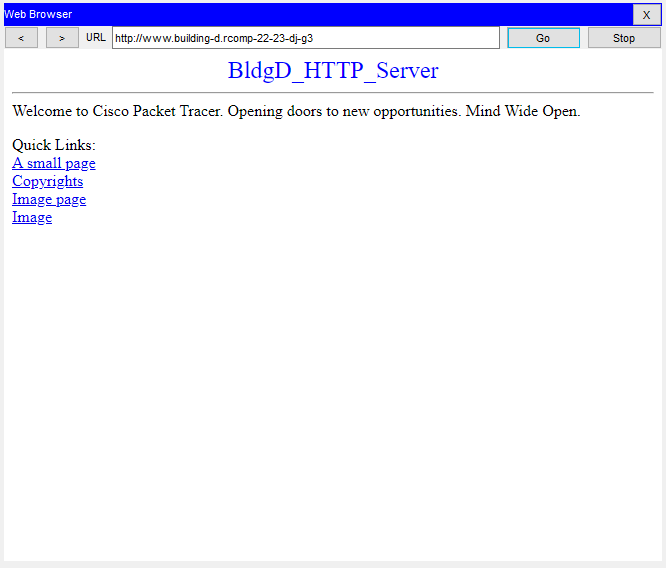 Web Browser X
< > URL http://www.building-d.rcomp-22-23-dj-g3 Go Stop
BldgD_HTTP_Server
Welcome to Cisco Packet Tracer. Opening doors to new opportunities. Mind Wide Open.
Quick Links:
A small page
Copyrights
Image page
Image